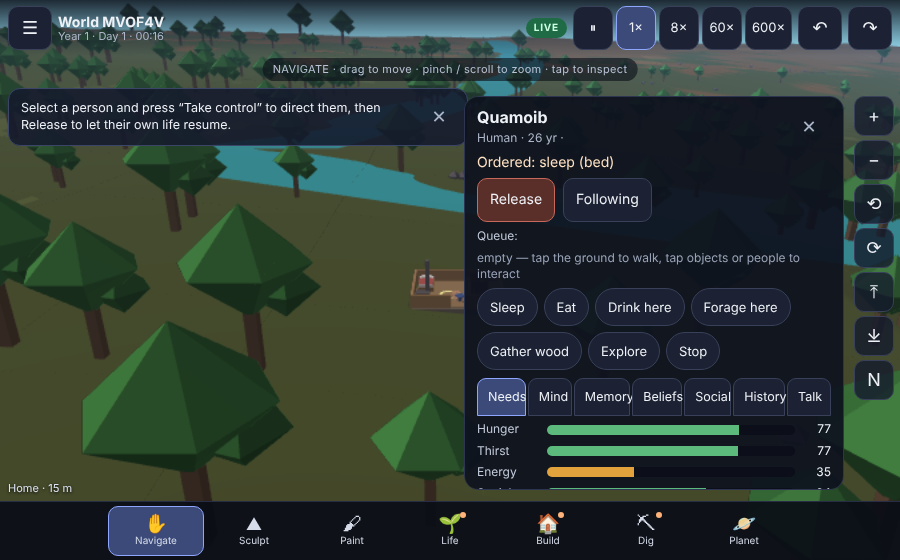 World MVOF4V
Year 1 · Day 1 · 00:16
LIVE
1×
8×
60×
600×
NAVIGATE · drag to move · pinch / scroll to zoom · tap to inspect
Select a person and press “Take control” to direct them, then
Release to let their own life resume.
Quamoib
Human · 26 yr ·
Ordered: sleep (bed)
Release
Following
Queue:
empty — tap the ground to walk, tap objects or people to
interact
Sleep
Eat
Drink here
Forage here
Gather wood
Explore
Stop
Needs
Mind
Memory
Beliefs
Social
History
Talk
Hunger
77
Thirst
77
Energy
35
N
Home · 15 m
Navigate
Sculpt
Paint
Life
Build
Dig
Planet